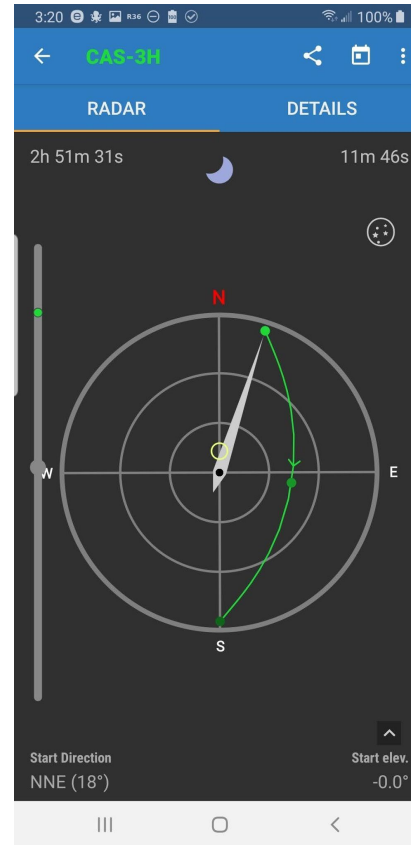 3:20 R36 100%
CAS-3H
RADAR DETAILS
2h 51m 31s 11m 46s
N
W E
S
Start Direction Start elev.
NNE (18°) -0.0°